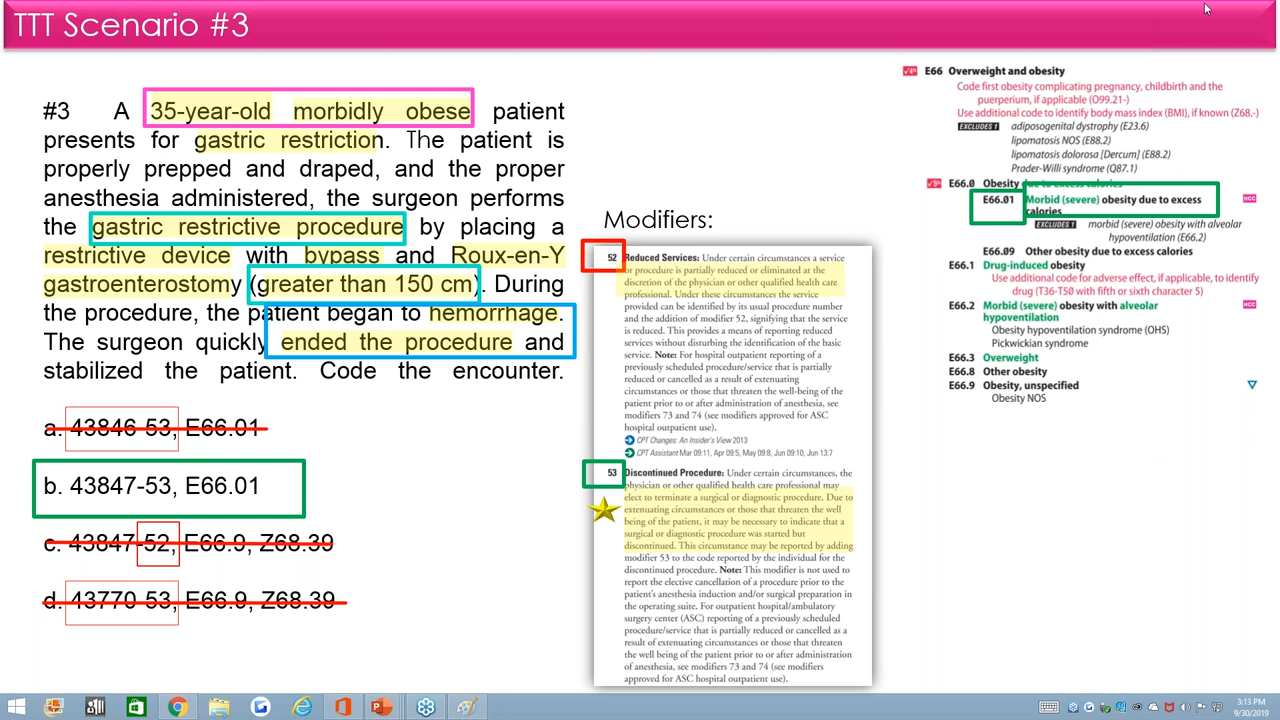 TTT Scenario #3
#3 A 35-year-old morbidly obese patient
presents for gastric restriction. The patient is
properly prepped and draped, and the proper
anesthesia administered, the surgeon performs
the gastric restrictive procedure by placing a
restrictive device with bypass and Roux-en-Y
gastroenterostomy (greater than 150 cm). During
the procedure, the patient began to hemorrhage.
The surgeon quickly ended the procedure and
stabilized the patient. Code the encounter.
a. 43846-53, E66.01
b. 43847-53, E66.01
c. 43847-52, E66.9, Z68.39
d. 43770-53, E66.9, Z68.39
Modifiers:
52 Reduced Services: Under certain circumstances a service
or procedure is partially reduced or eliminated at the
discretion of the physician or other qualified health care
professional. Under these circumstances the service
provided can be identified by its usual procedure number
and the addition of modifier 52, signifying that the service
is reduced. This provides a means of reporting reduced
services without disturbing the identification of the basic
service. Note: For hospital outpatient reporting of a
previously scheduled procedure/service that is partially
reduced or cancelled as a result of extenuating
circumstances or those that threaten the well-being of the
patient prior to or after administration of anesthesia, see
modifiers 73 and 74 (see modifiers approved for ASC
hospital outpatient use).
CPT Changes: An Insider's View 2013
CPT Assistant Mar 09:11, Apr 09:5, May 09:8, Jun 09:10, Jun 13:7
53 Discontinued Procedure: Under certain circumstances, the
physician or other qualified health care professional may
elect to terminate a surgical or diagnostic procedure. Due to
extenuating circumstances or those that threaten the well
being of the patient, it may be necessary to indicate that a
surgical or diagnostic procedure was started but
discontinued. This circumstance may be reported by adding
modifier 53 to the code reported by the individual for the
discontinued procedure. Note: This modifier is not used to
report the elective cancellation of a procedure prior to the
patient's anesthesia induction and/or surgical preparation in
the operating suite. For outpatient hospital/ambulatory
surgery center (ASC) reporting of a previously scheduled
procedure/service that is partially reduced or cancelled as a
result of extenuating circumstances or those that threaten
the well being of the patient prior to or after administration
of anesthesia, see modifiers 73 and 74 (see modifiers
approved for ASC hospital outpatient use).
E66 Overweight and obesity
Code first obesity complicating pregnancy, childbirth and the
puerperium, if applicable (O99.21-)
Use additional code to identify body mass index (BMI), if known (Z68.-)
EXCLUDES 1 adiposogenital dystrophy (E23.6)
lipomatosis NOS (E88.2)
lipomatosis dolorosa [Dercum] (E88.2)
Prader-Willi syndrome (Q87.1)
E66.0 Obesity due to excess calories
E66.01 Morbid (severe) obesity due to excess
calories
EXCLUDES 1 morbid (severe) obesity with alveolar
hypoventilation (E66.2)
E66.09 Other obesity due to excess calories
E66.1 Drug-induced obesity
Use additional code for adverse effect, if applicable, to identify
drug (T36-T50 with fifth or sixth character 5)
E66.2 Morbid (severe) obesity with alveolar
hypoventilation
Obesity hypoventilation syndrome (OHS)
Pickwickian syndrome
E66.3 Overweight
E66.8 Other obesity
E66.9 Obesity, unspecified
Obesity NOS
HCC
HCC
3:13 PM
9/30/2019